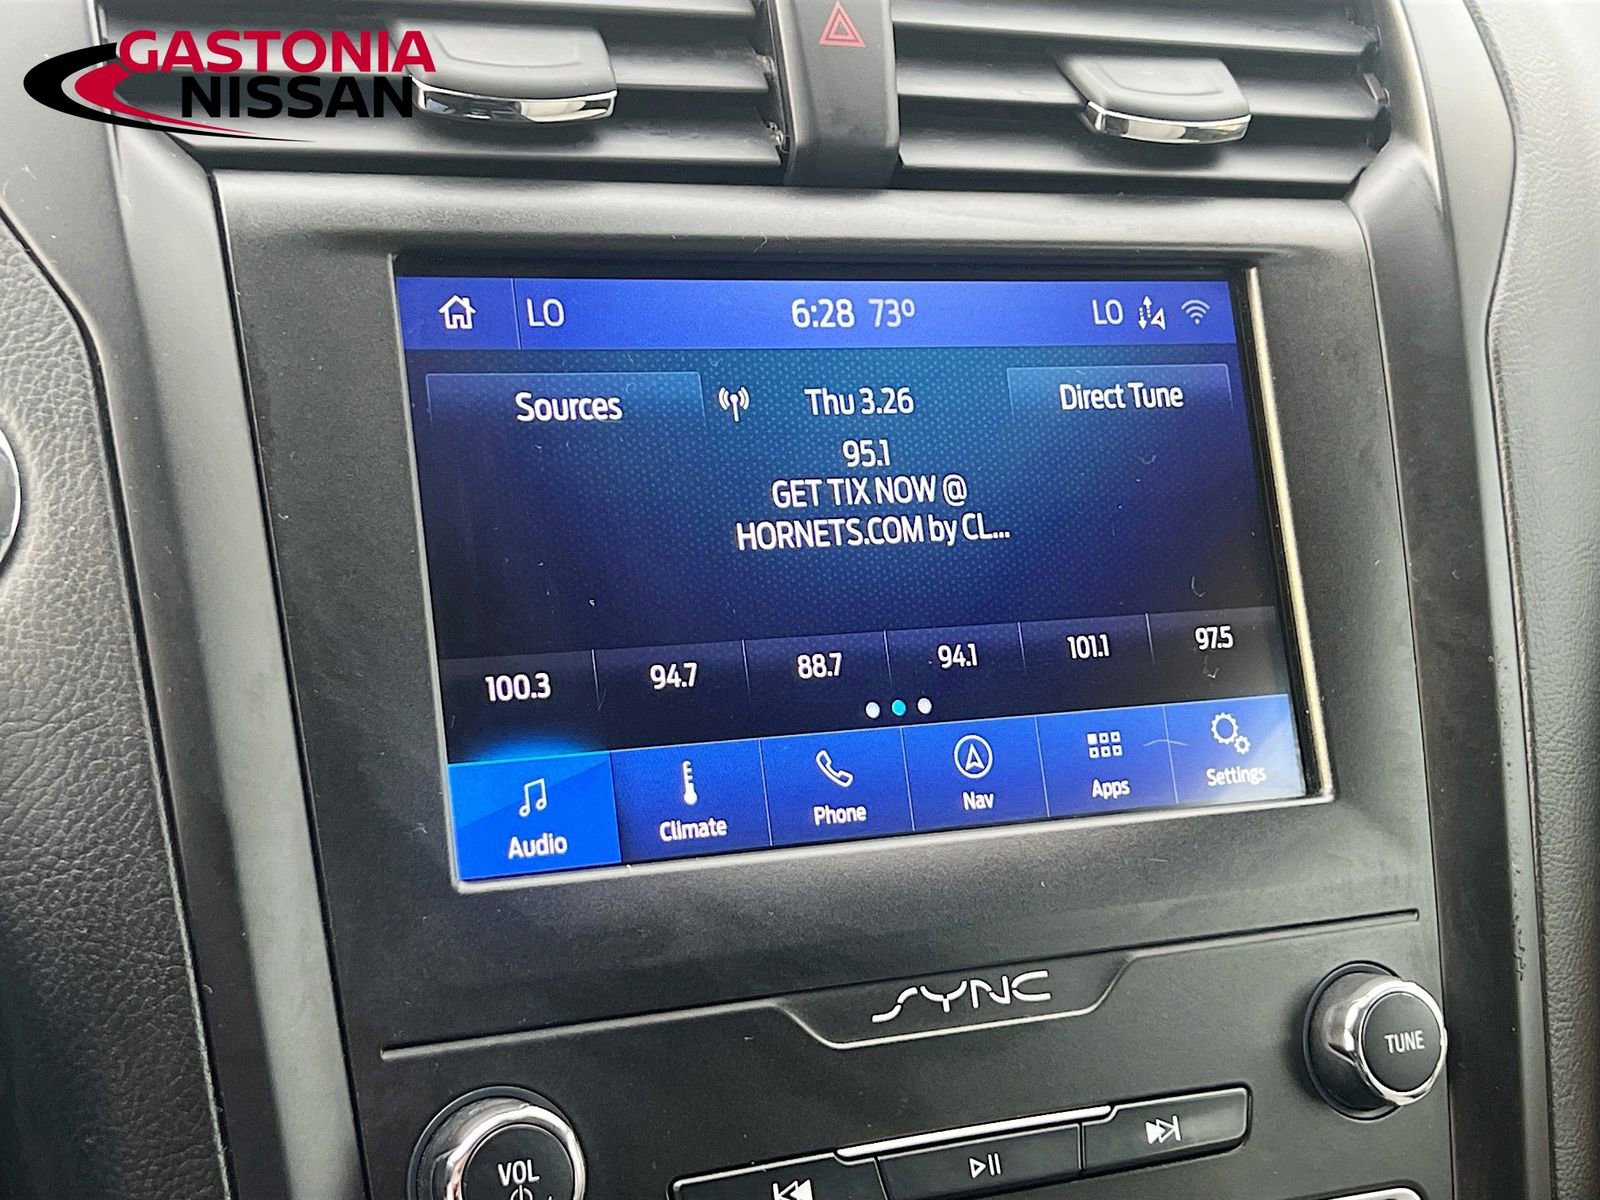 GASTONIA
NISSAN
LO 6:28 73° LO
Sources Thu 3.26 Direct Tune
95.1
GET TIX NOW @
HORNETS.COM by CL...
100.3 94.7 88.7 94.1 101.1 97.5
Audio Climate Phone Nav Apps Settings
SYNC
TUNE
VOL